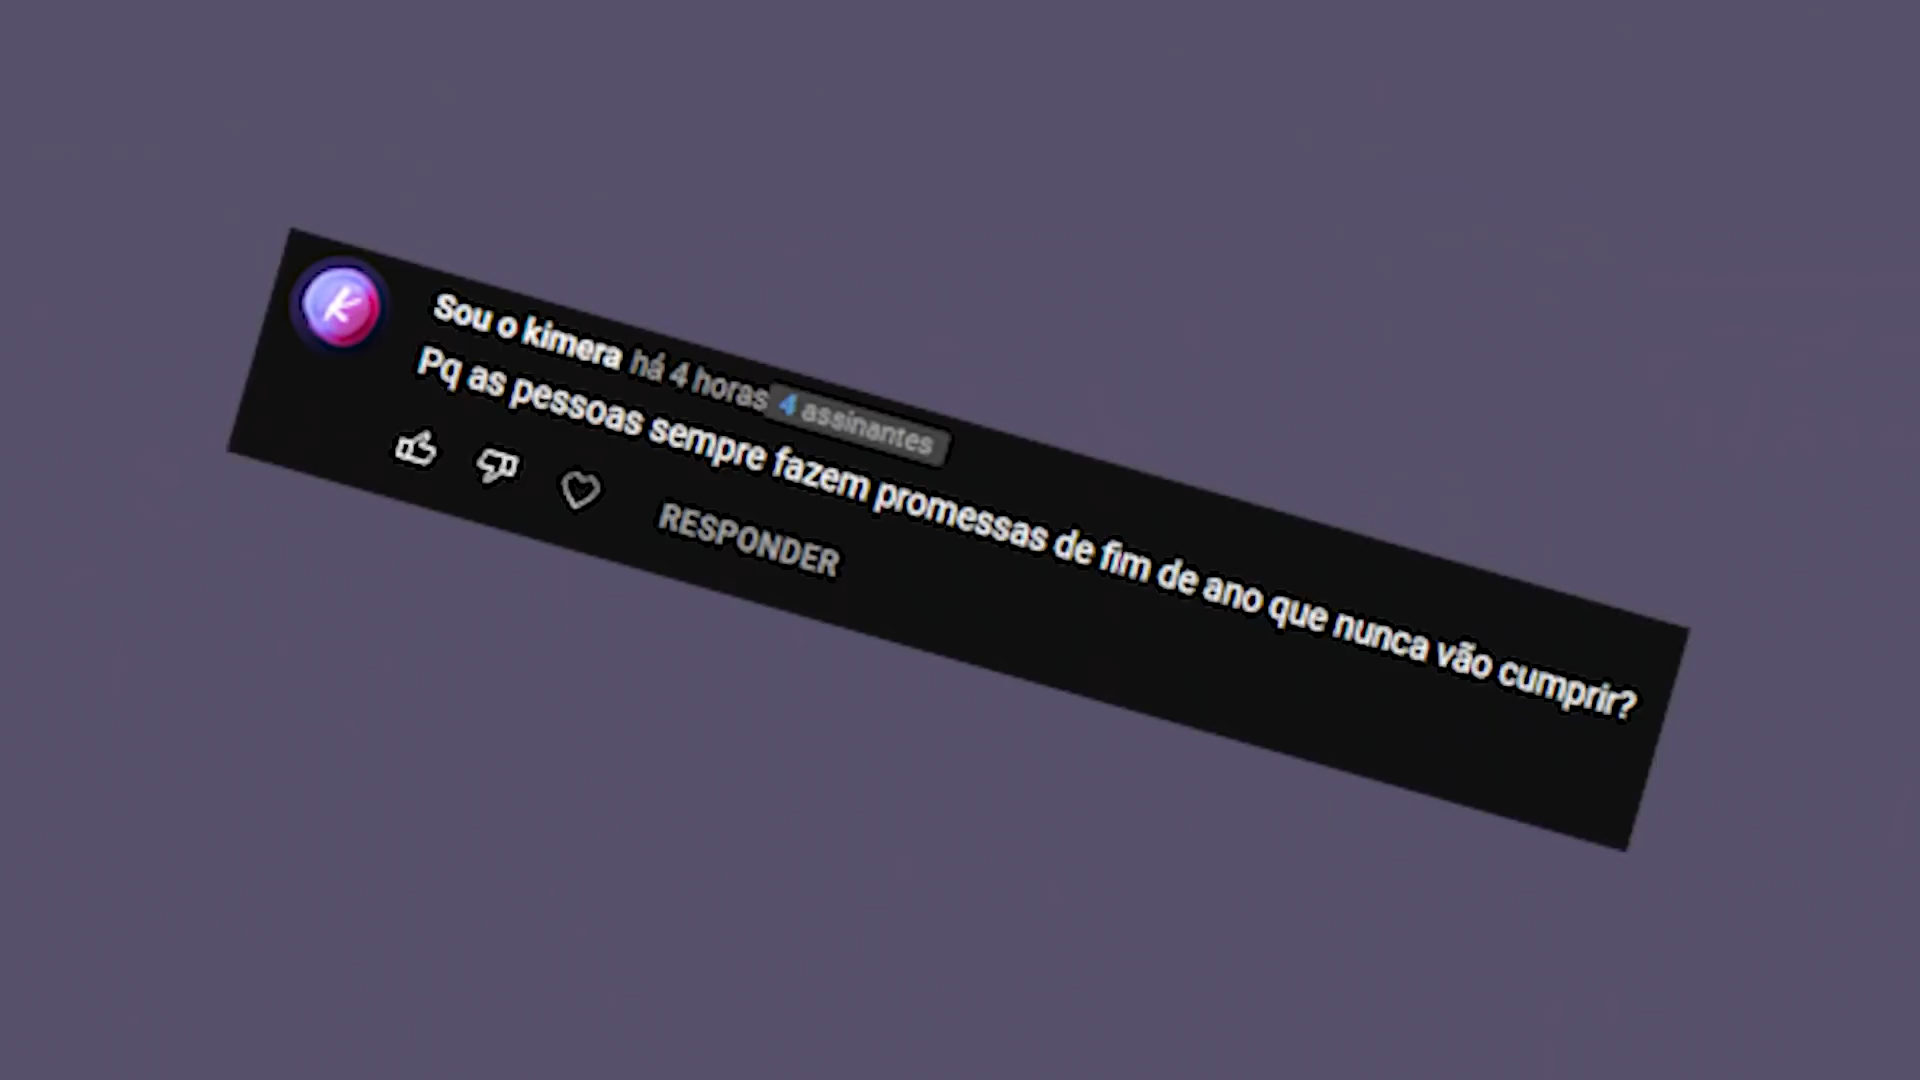 Sou o kimera há 4 horas 4 assinantes
Pq as pessoas sempre fazem promessas de fim de ano que nunca vão cumprir?
RESPONDER